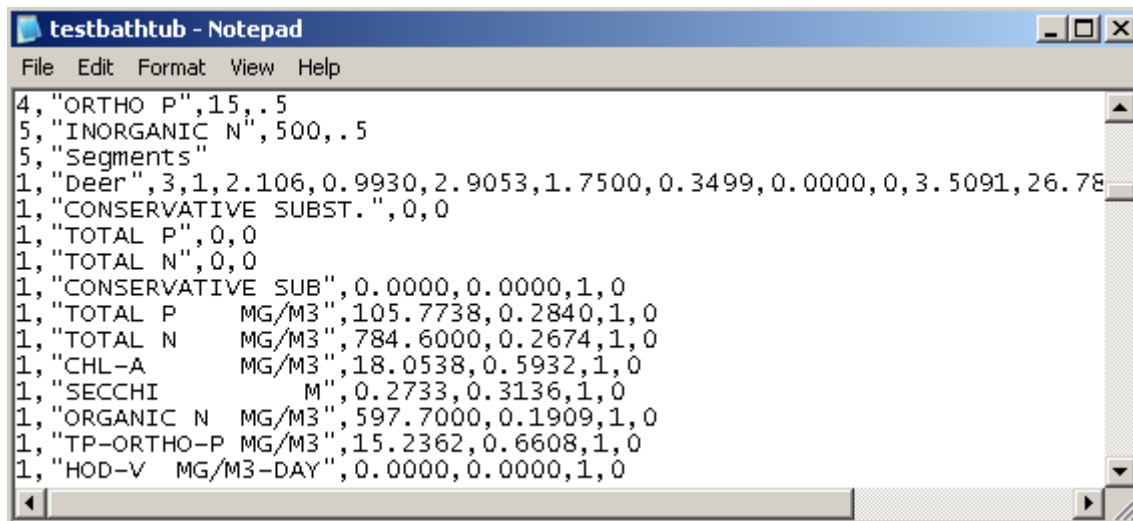 testbathtub - Notepad
File Edit Format View Help
4,"ORTHO P",15,.5
5,"INORGANIC N",500,.5
5,"Segments"
1,"Deer",3,1,2.106,0.9930,2.9053,1.7500,0.3499,0.0000,0,3.5091,26.78
1,"CONSERVATIVE SUBST.",0,0
1,"TOTAL P",0,0
1,"TOTAL N",0,0
1,"CONSERVATIVE SUB",0.0000,0.0000,1,0
1,"TOTAL P    MG/M3",105.7738,0.2840,1,0
1,"TOTAL N    MG/M3",784.6000,0.2674,1,0
1,"CHL-A      MG/M3",18.0538,0.5932,1,0
1,"SECCHI         M",0.2733,0.3136,1,0
1,"ORGANIC N  MG/M3",597.7000,0.1909,1,0
1,"TP-ORTHO-P MG/M3",15.2362,0.6608,1,0
1,"HOD-V  MG/M3-DAY",0.0000,0.0000,1,0